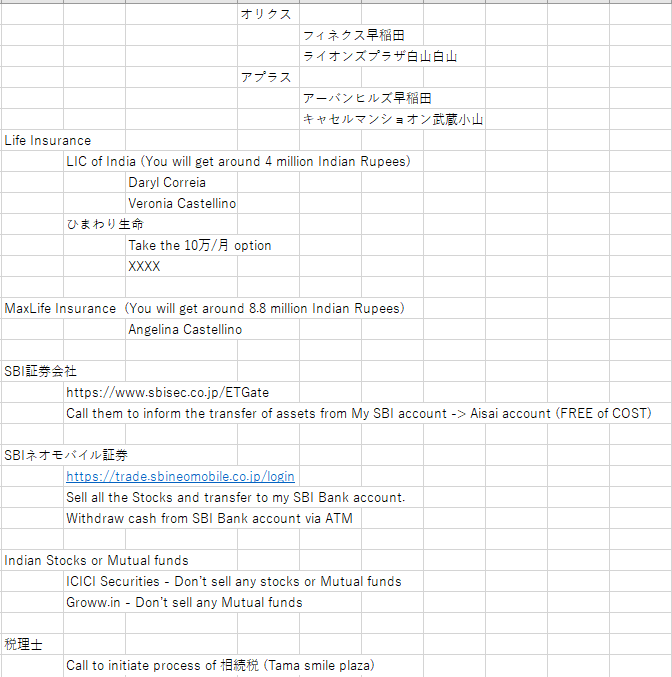 オリクス
フィネクス早稲田
ライオンズプラザ白山白山
アプラス
アーバンヒルズ早稲田
キャセルマンショオン武蔵小山
Life Insurance
LIC of India (You will get around 4 million Indian Rupees)
Daryl Correia
Veronia Castellino
ひまわり生命
Take the 10万/月 option
XXXX
MaxLife Insurance (You will get around 8.8 million Indian Rupees)
Angelina Castellino
SBI証券会社
https://www.sbisec.co.jp/ETGate
Call them to inform the transfer of assets from My SBI account -> Aisai account (FREE of COST)
SBIネオモバイル証券
https://trade.sbineomobile.co.jp/login
Sell all the Stocks and transfer to my SBI Bank account.
Withdraw cash from SBI Bank account via ATM
Indian Stocks or Mutual funds
ICICI Securities - Don't sell any stocks or Mutual funds
Groww.in - Don't sell any Mutual funds
税理士
Call to initiate process of 相続税 (Tama smile plaza)